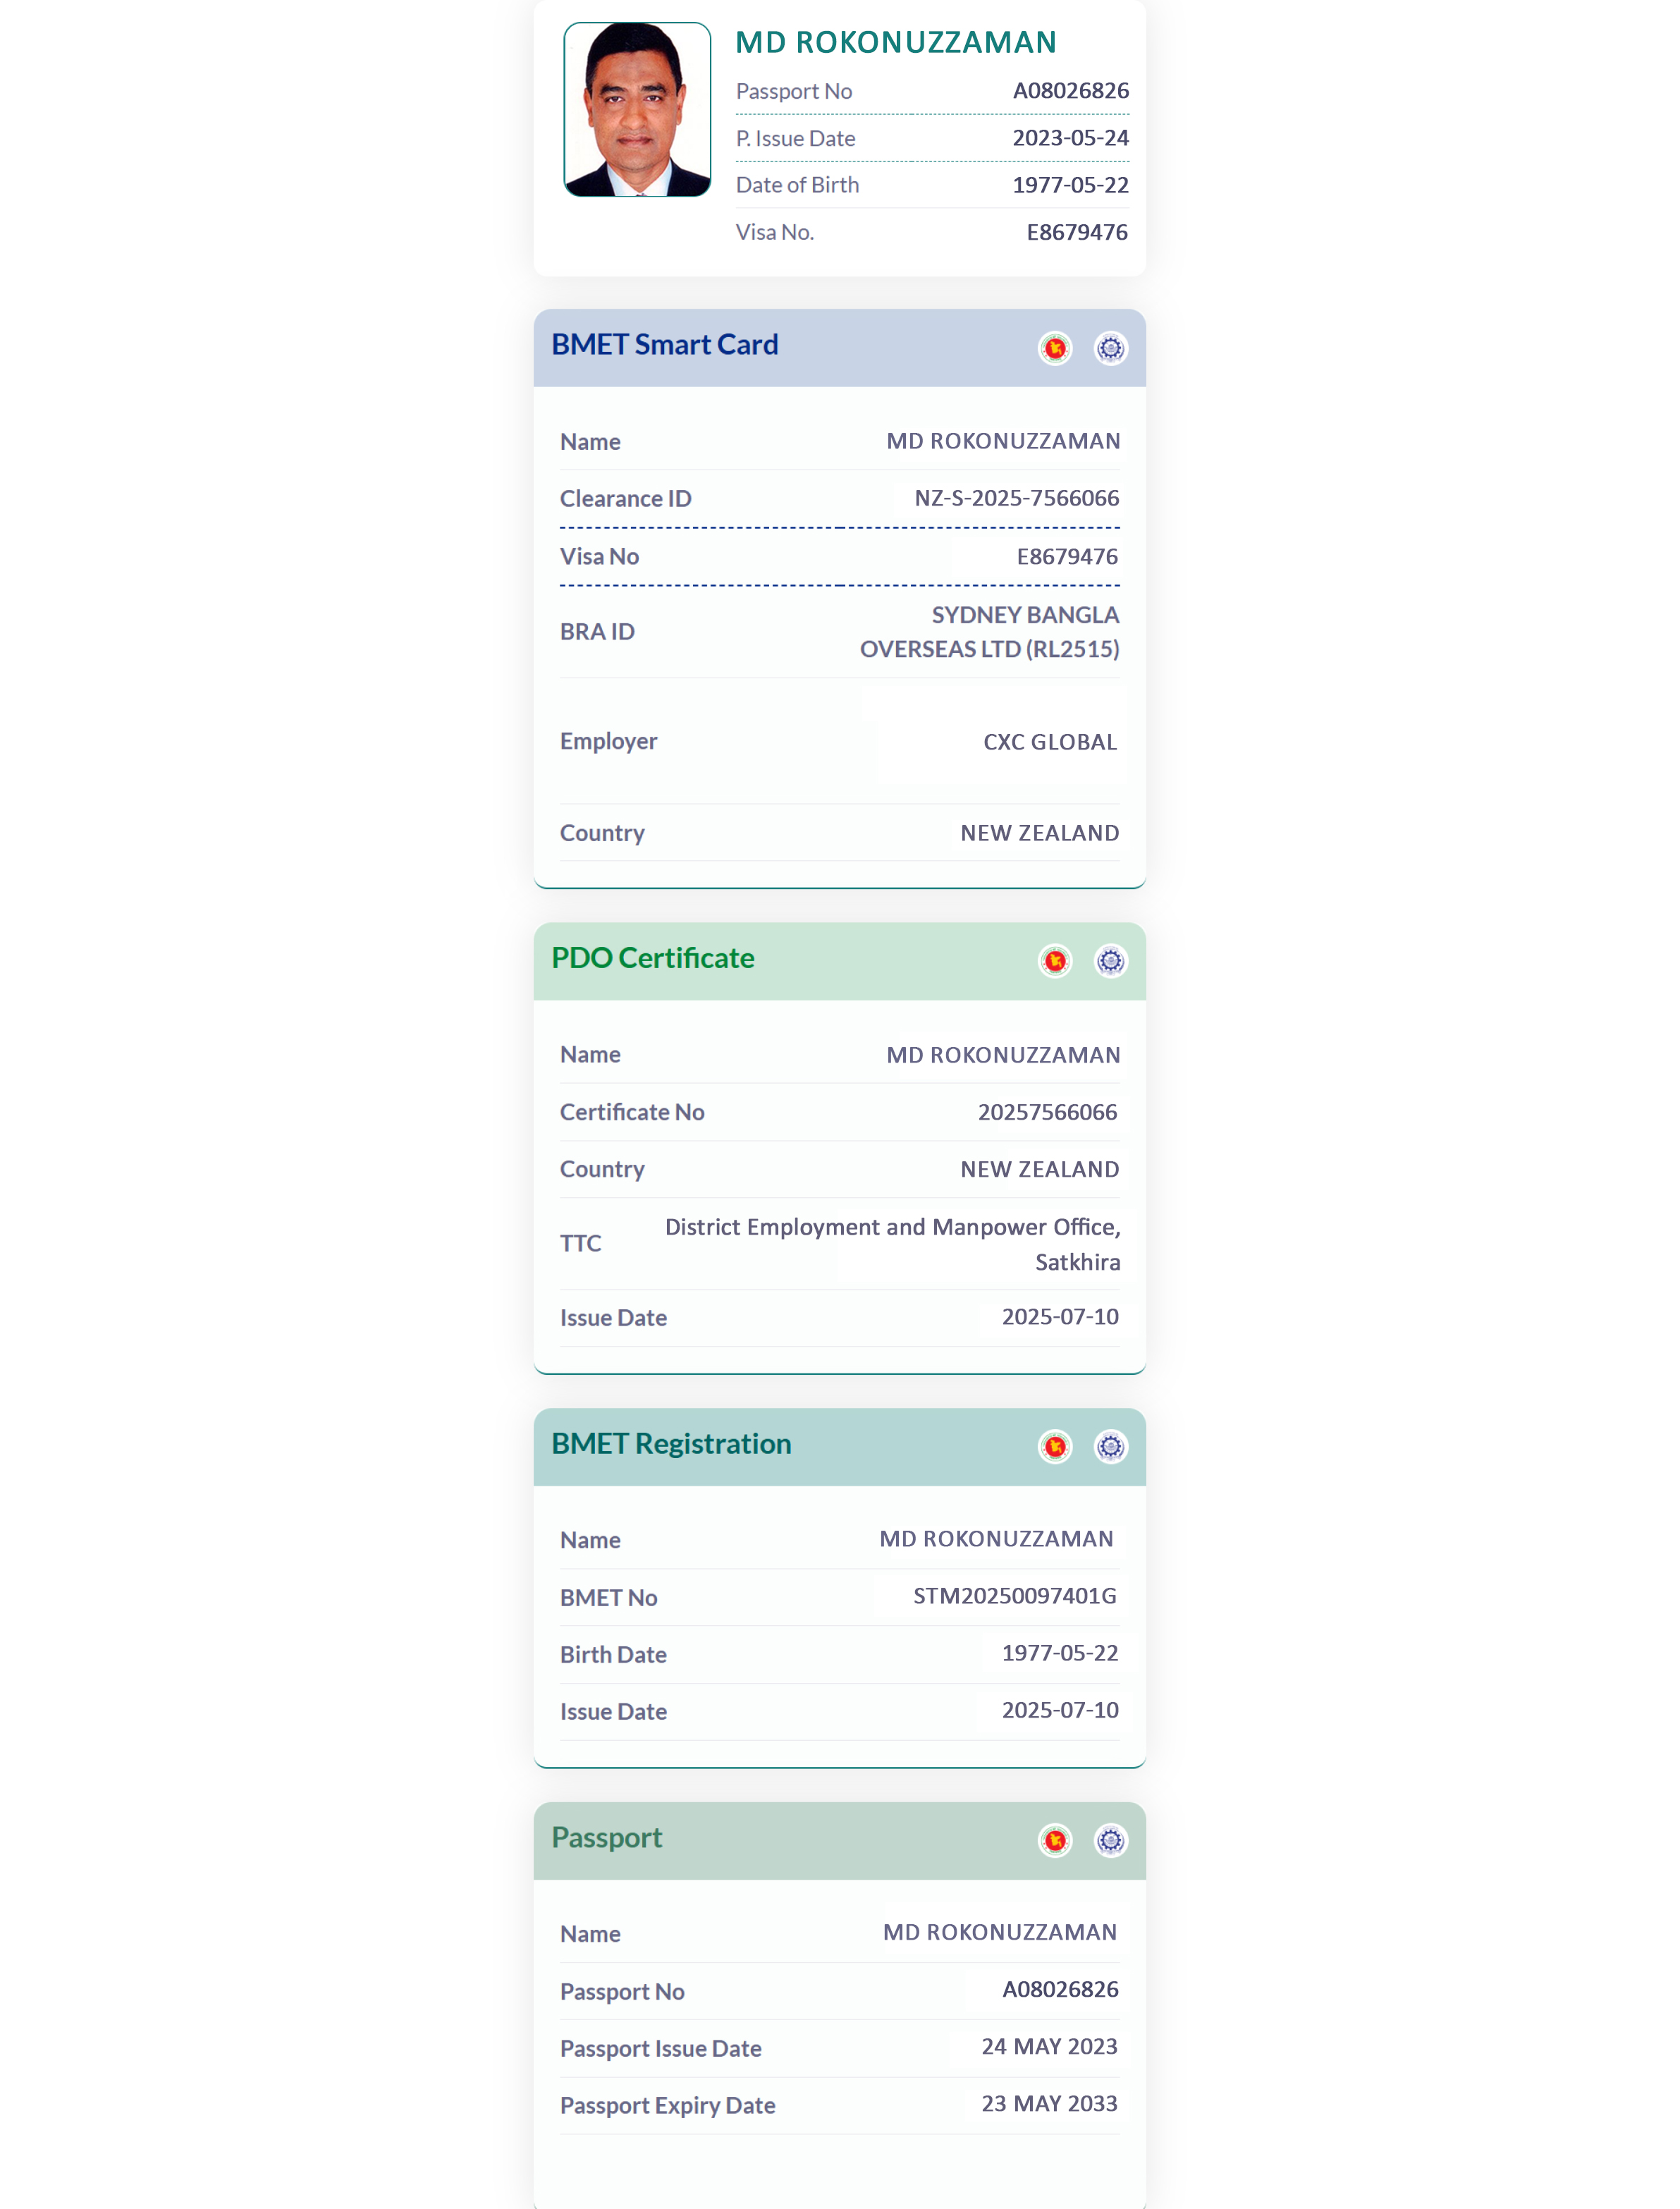 MD ROKONUZZAMAN
Passport No A08026826
P. Issue Date 2023-05-24
Date of Birth 1977-05-22
Visa No. E8679476
BMET Smart Card
Name MD ROKONUZZAMAN
Clearance ID NZ-S-2025-7566066
Visa No E8679476
BRA ID SYDNEY BANGLA
OVERSEAS LTD (RL2515)
Employer CXC GLOBAL
Country NEW ZEALAND
PDO Certificate
Name MD ROKONUZZAMAN
Certificate No 20257566066
Country NEW ZEALAND
TTC District Employment and Manpower Office,
Satkhira
Issue Date 2025-07-10
BMET Registration
Name MD ROKONUZZAMAN
BMET No STM20250097401G
Birth Date 1977-05-22
Issue Date 2025-07-10
Passport
Name MD ROKONUZZAMAN
Passport No A08026826
Passport Issue Date 24 MAY 2023
Passport Expiry Date 23 MAY 2033